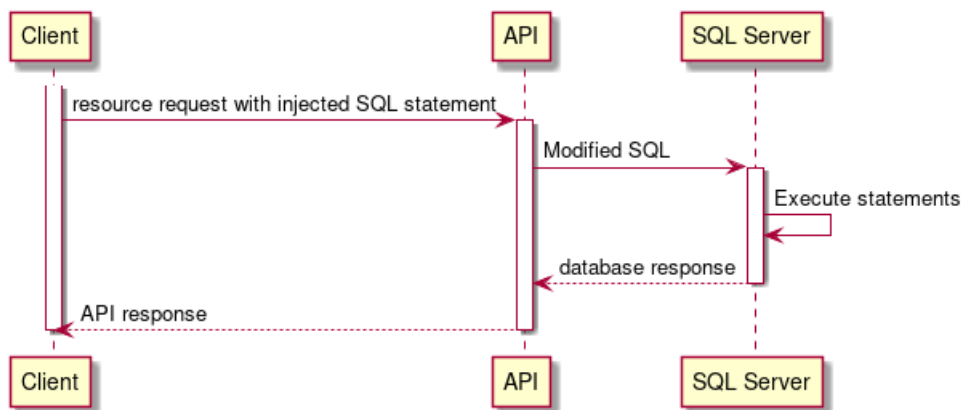 Client
API
SQL Server
resource request with injected SQL statement
Modified SQL
Execute statements
database response
API response
Client
API
SQL Server